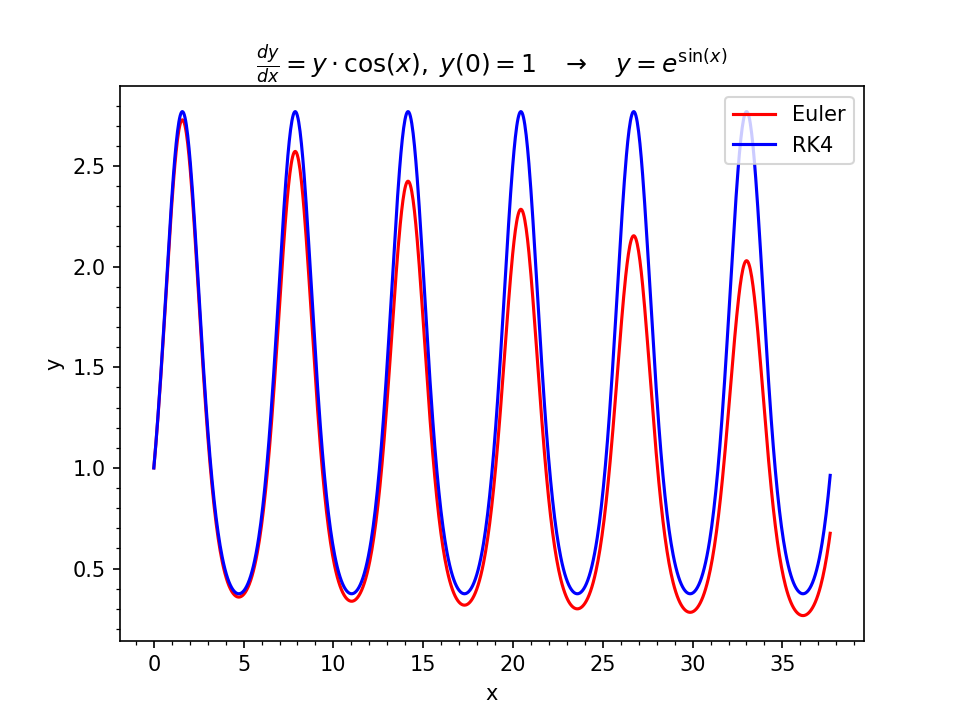 dy/dx = y · cos(x), y(0) = 1 → y = e^sin(x)
Euler
RK4
2.5
2.0
1.5
1.0
0.5
y
0 5 10 15 20 25 30 35
x